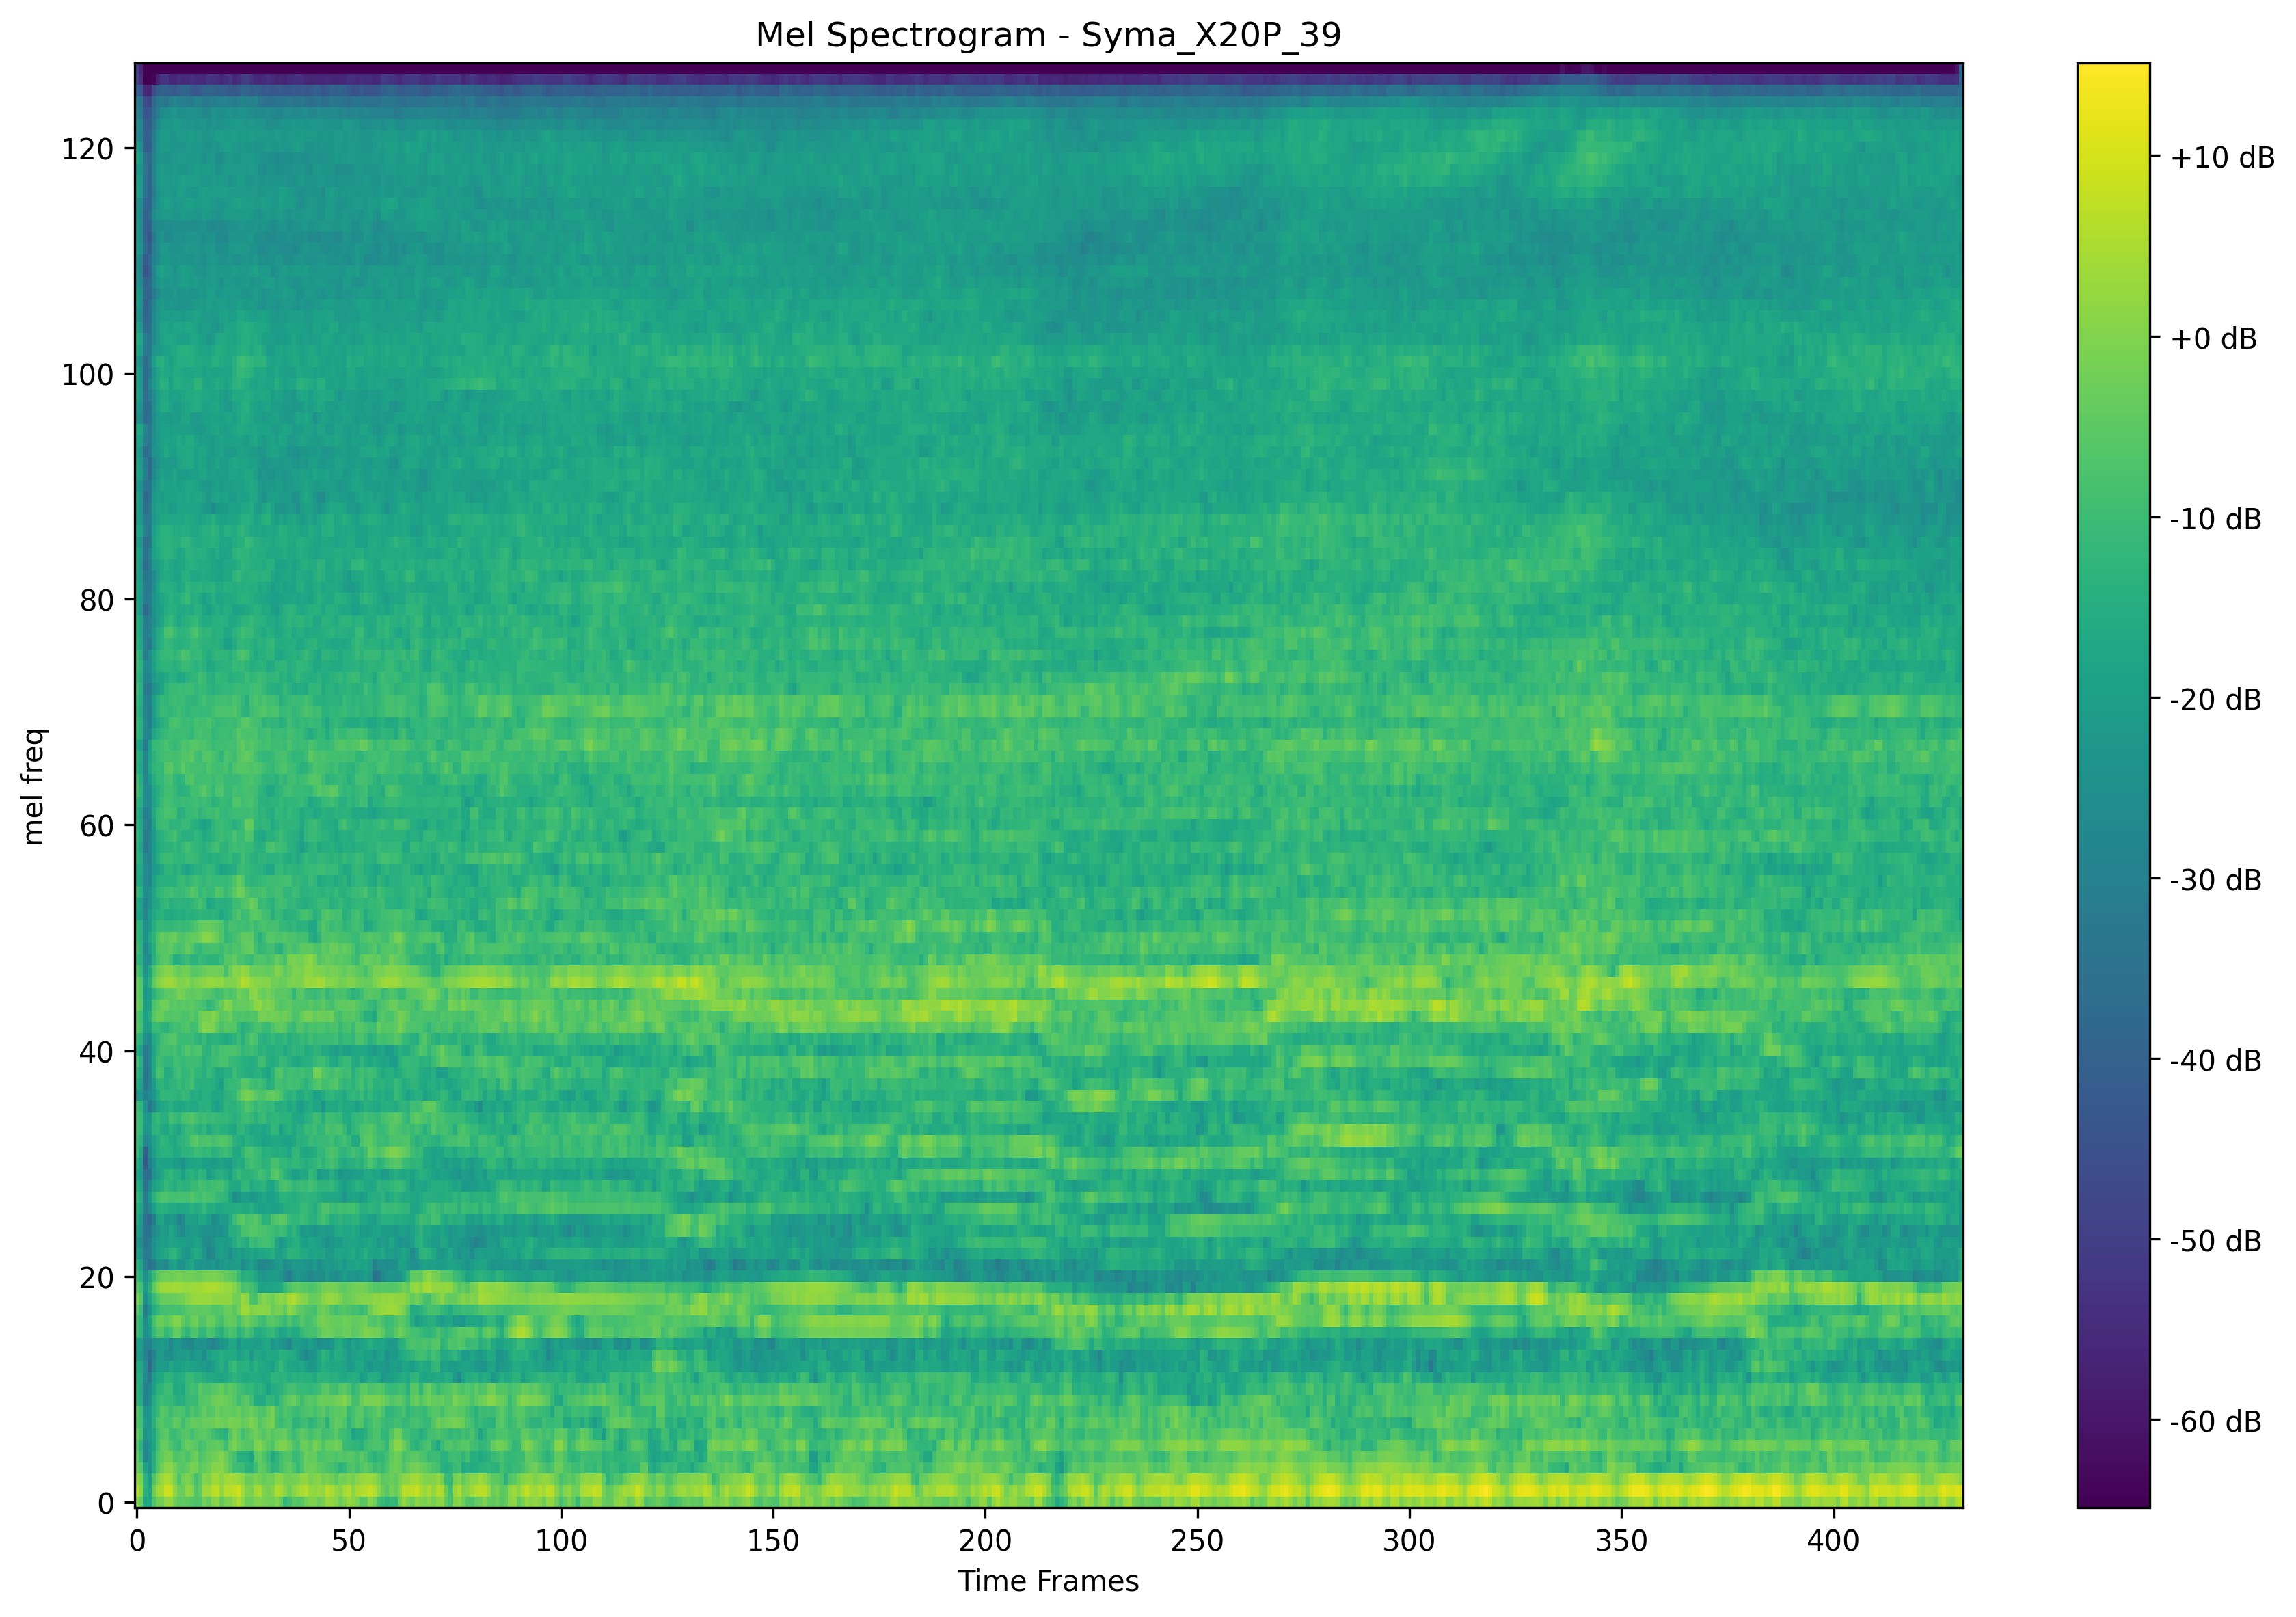 Mel Spectrogram - Syma_X20P_39
mel freq
120
100
80
60
40
20
0
0 50 100 150 200 250 300 350 400
Time Frames
+10 dB
+0 dB
-10 dB
-20 dB
-30 dB
-40 dB
-50 dB
-60 dB